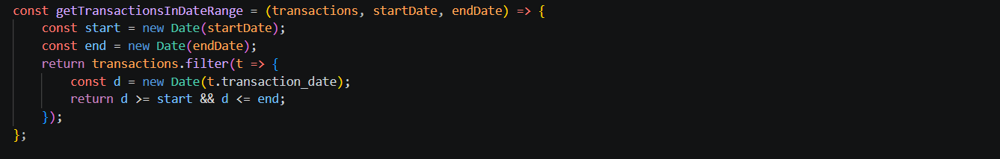 const getTransactionsInDateRange = (transactions, startDate, endDate) => {
    const start = new Date(startDate);
    const end = new Date(endDate);
    return transactions.filter(t => {
        const d = new Date(t.transaction_date);
        return d >= start && d <= end;
    });
};